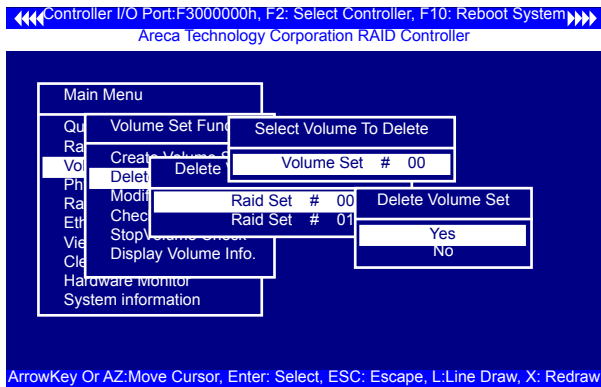 Controller I/O Port:F3000000h, F2: Select Controller, F10: Reboot System
Areca Technology Corporation RAID Controller
Main Menu
Volume Set Func
Select Volume To Delete
Volume Set # 00
Delete
Raid Set # 00
Raid Set # 01
Delete Volume Set
Yes
No
Display Volume Info.
Hardware Monitor
System information
ArrowKey Or AZ:Move Cursor, Enter: Select, ESC: Escape, L:Line Draw, X: Redraw